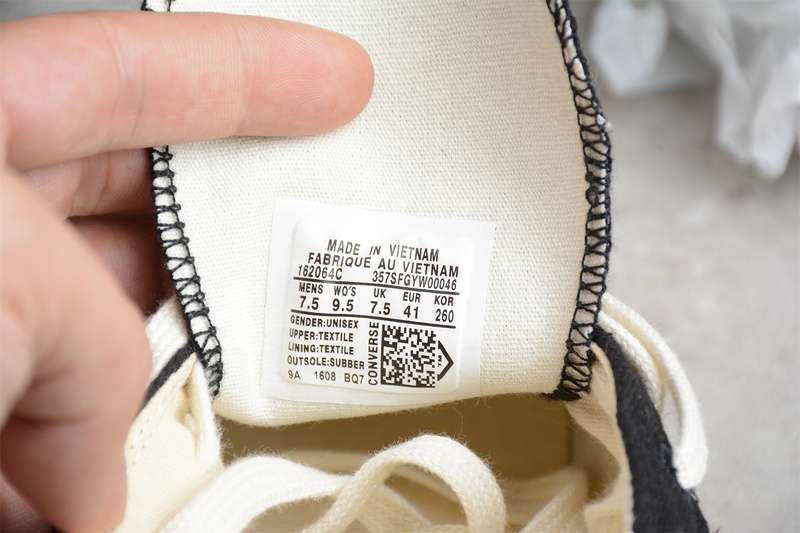 MADE IN VIETNAM
FABRIQUÉ AU VIETNAM
162064C 357SFGYW00046
MENS WO'S UK EUR KOR
7.5 9.5 7.5 41 260
GENDER:UNISEX
UPPER:TEXTILE
LINING:TEXTILE
OUTSOLE:SUBBER
9A 1608 BQ7
CONVERSE